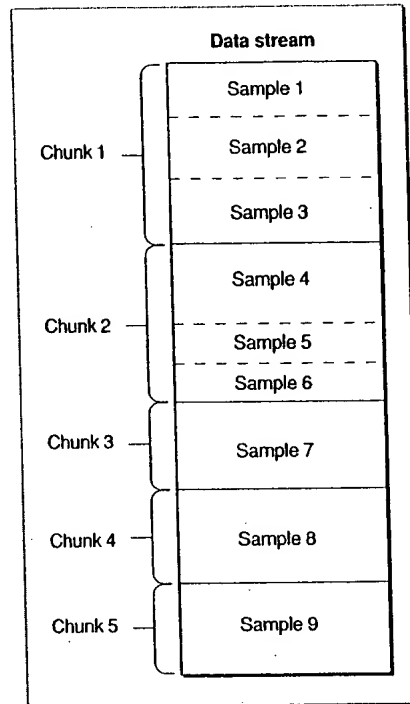 Data stream
Sample 1
Sample 2
Chunk 1
Sample 3
Sample 4
Chunk 2
Sample 5
Sample 6
Chunk 3
Sample 7
Chunk 4
Sample 8
Chunk 5
Sample 9